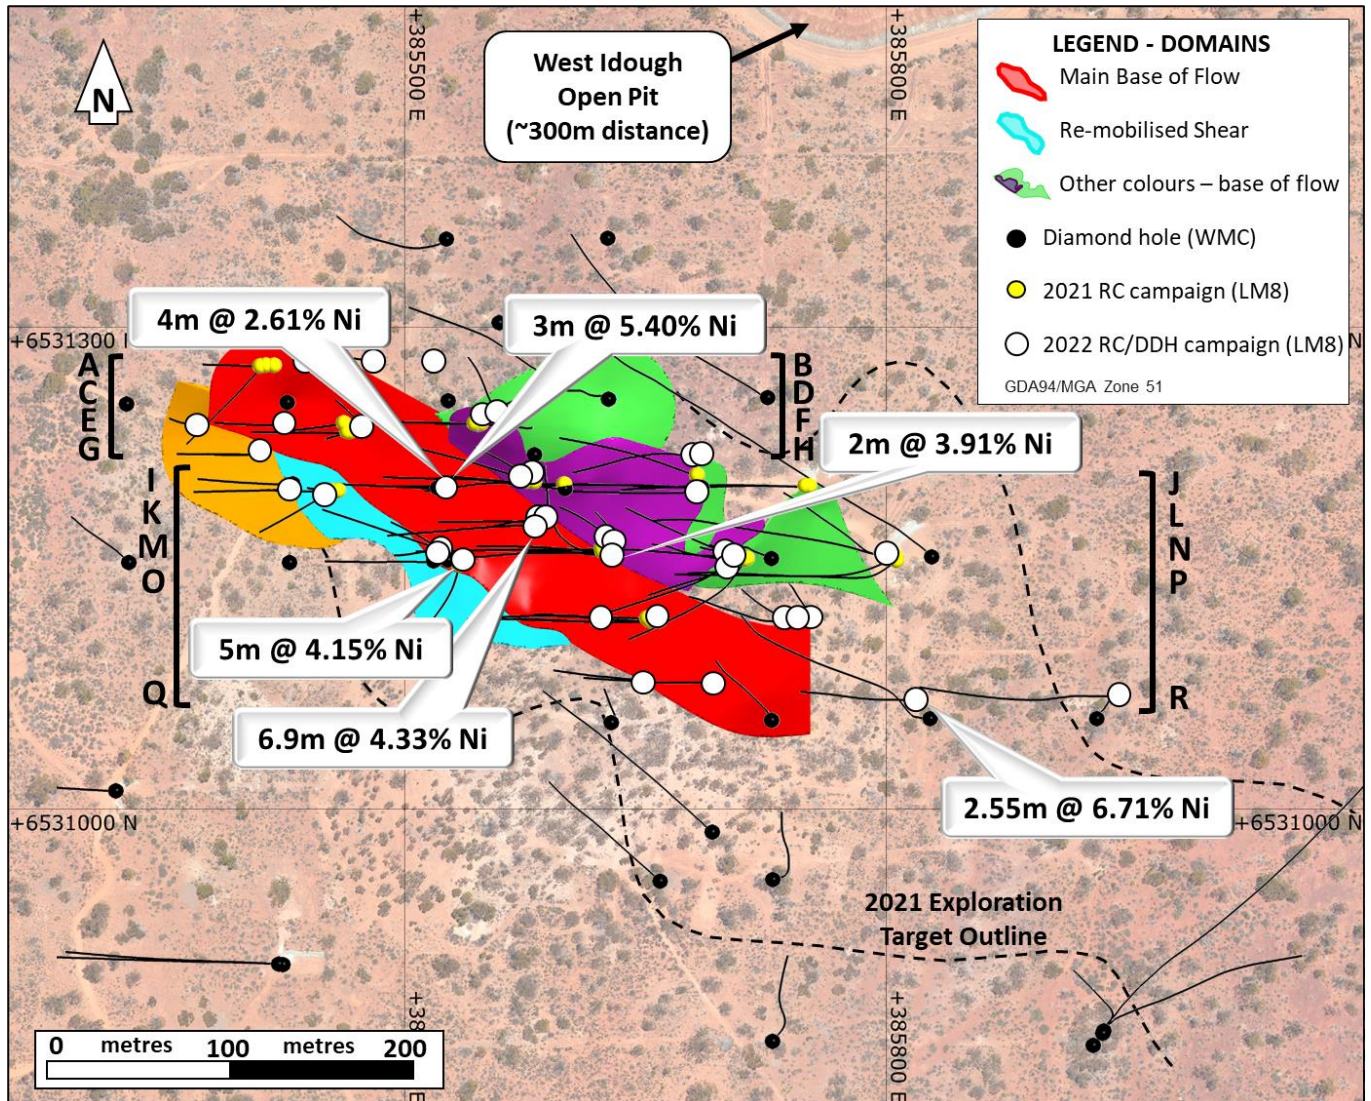 N
+385500 E
+385800 E
West Idough
Open Pit
(~300m distance)
LEGEND - DOMAINS
Main Base of Flow
Re-mobilised Shear
Other colours – base of flow
Diamond hole (WMC)
2021 RC campaign (LM8)
2022 RC/DDH campaign (LM8)
GDA94/MGA Zone 51
+6531300
N
4m @ 2.61% Ni
3m @ 5.40% Ni
A
C
E
G
B
D
F
H
2m @ 3.91% Ni
I
K
M
O
Q
J
L
N
P
R
5m @ 4.15% Ni
6.9m @ 4.33% Ni
2.55m @ 6.71% Ni
+6531000 N
+6531000 N
2021 Exploration
Target Outline
+385800 E
0 metres 100 metres 200